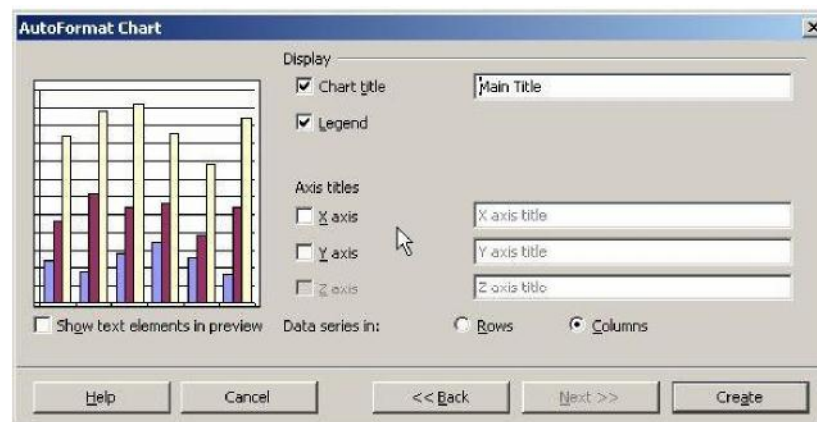 AutoFormat Chart
Display
Chart title Main Title
Legend
Axis titles
X axis X axis title
Y axis Y axis title
Z axis Z axis title
Show text elements in preview Data series in: Rows Columns
Help Cancel << Back Next >> Create